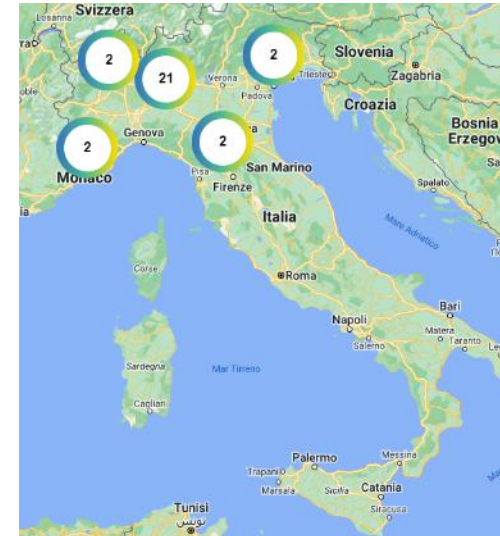 Svizzera
Losanna
2
2
Slovenia
21
Verona
Trieste
Zagabria
Padova
Croazia
Genova
Bosnia
Erzegov
2
2
Monaco
San Marino
Pisa
Firenze
Spalato
Italia
Mare Adriatico
Corse
Roma
Bari
Napoli
Matera
Salerno
Taranto
Sardegna
Mar Tirreno
Cagliari
Palermo
Messina
Trapani
Marsala
Sicilia
Catania
Siracusa
Tunisi
تونس